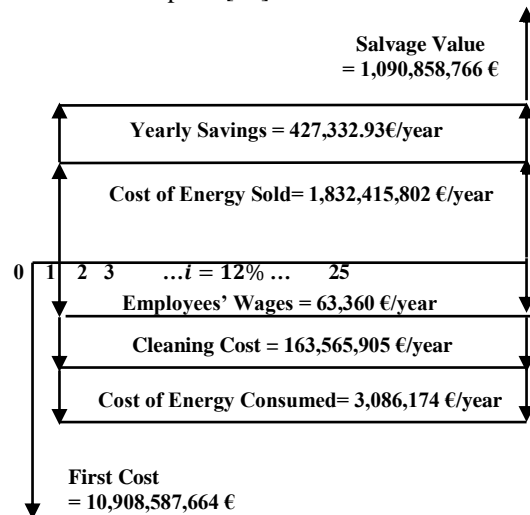 Salvage Value
= 1,090,858,766 €
Yearly Savings = 427,332.93€/year
Cost of Energy Sold= 1,832,415,802 €/year
0 1 2 3 …𝑖 = 12% … 25
Employees’ Wages = 63,360 €/year
Cleaning Cost = 163,565,905 €/year
Cost of Energy Consumed= 3,086,174 €/year
First Cost
= 10,908,587,664 €